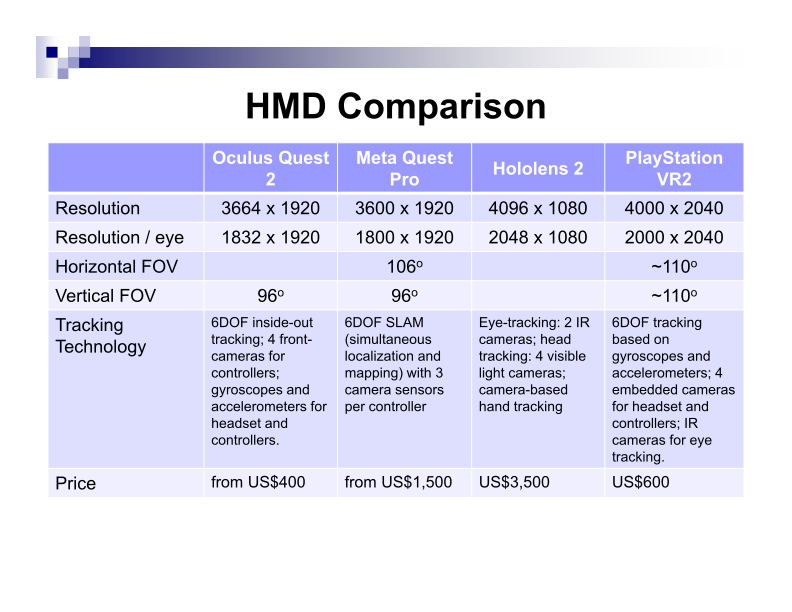 HMD Comparison
Oculus Quest 2 Meta Quest Pro Hololens 2 PlayStation VR2
Resolution 3664 x 1920 3600 x 1920 4096 x 1080 4000 x 2040
Resolution / eye 1832 x 1920 1800 x 1920 2048 x 1080 2000 x 2040
Horizontal FOV 106º ~110º
Vertical FOV 96º 96º ~110º
Tracking
Technology
6DOF inside-out
tracking; 4 front-
cameras for
controllers;
gyroscopes and
accelerometers for
headset and
controllers.
6DOF SLAM
(simultaneous
localization and
mapping) with 3
camera sensors
per controller
Eye-tracking: 2 IR
cameras; head
tracking: 4 visible
light cameras;
camera-based
hand tracking
6DOF tracking
based on
gyroscopes and
accelerometers; 4
embedded cameras
for headset and
controllers; IR
cameras for eye
tracking.
Price from US$400 from US$1,500 US$3,500 US$600